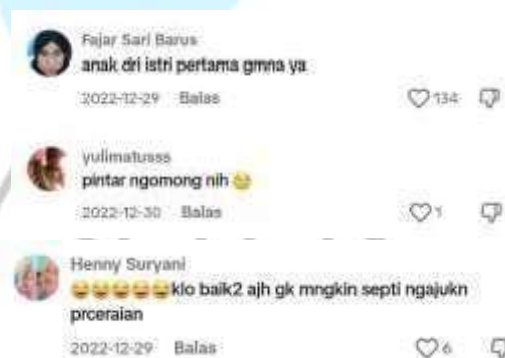 Fajar Sari Barus
anak dri istri pertama gmna ya
2022-12-29 Balas 134
yulimatusss
pintar ngomong nih
2022-12-30 Balas 1
Henny Suryani
klo baik2 ajh gk mngkin septi ngajukn
prceraian
2022-12-29 Balas 6